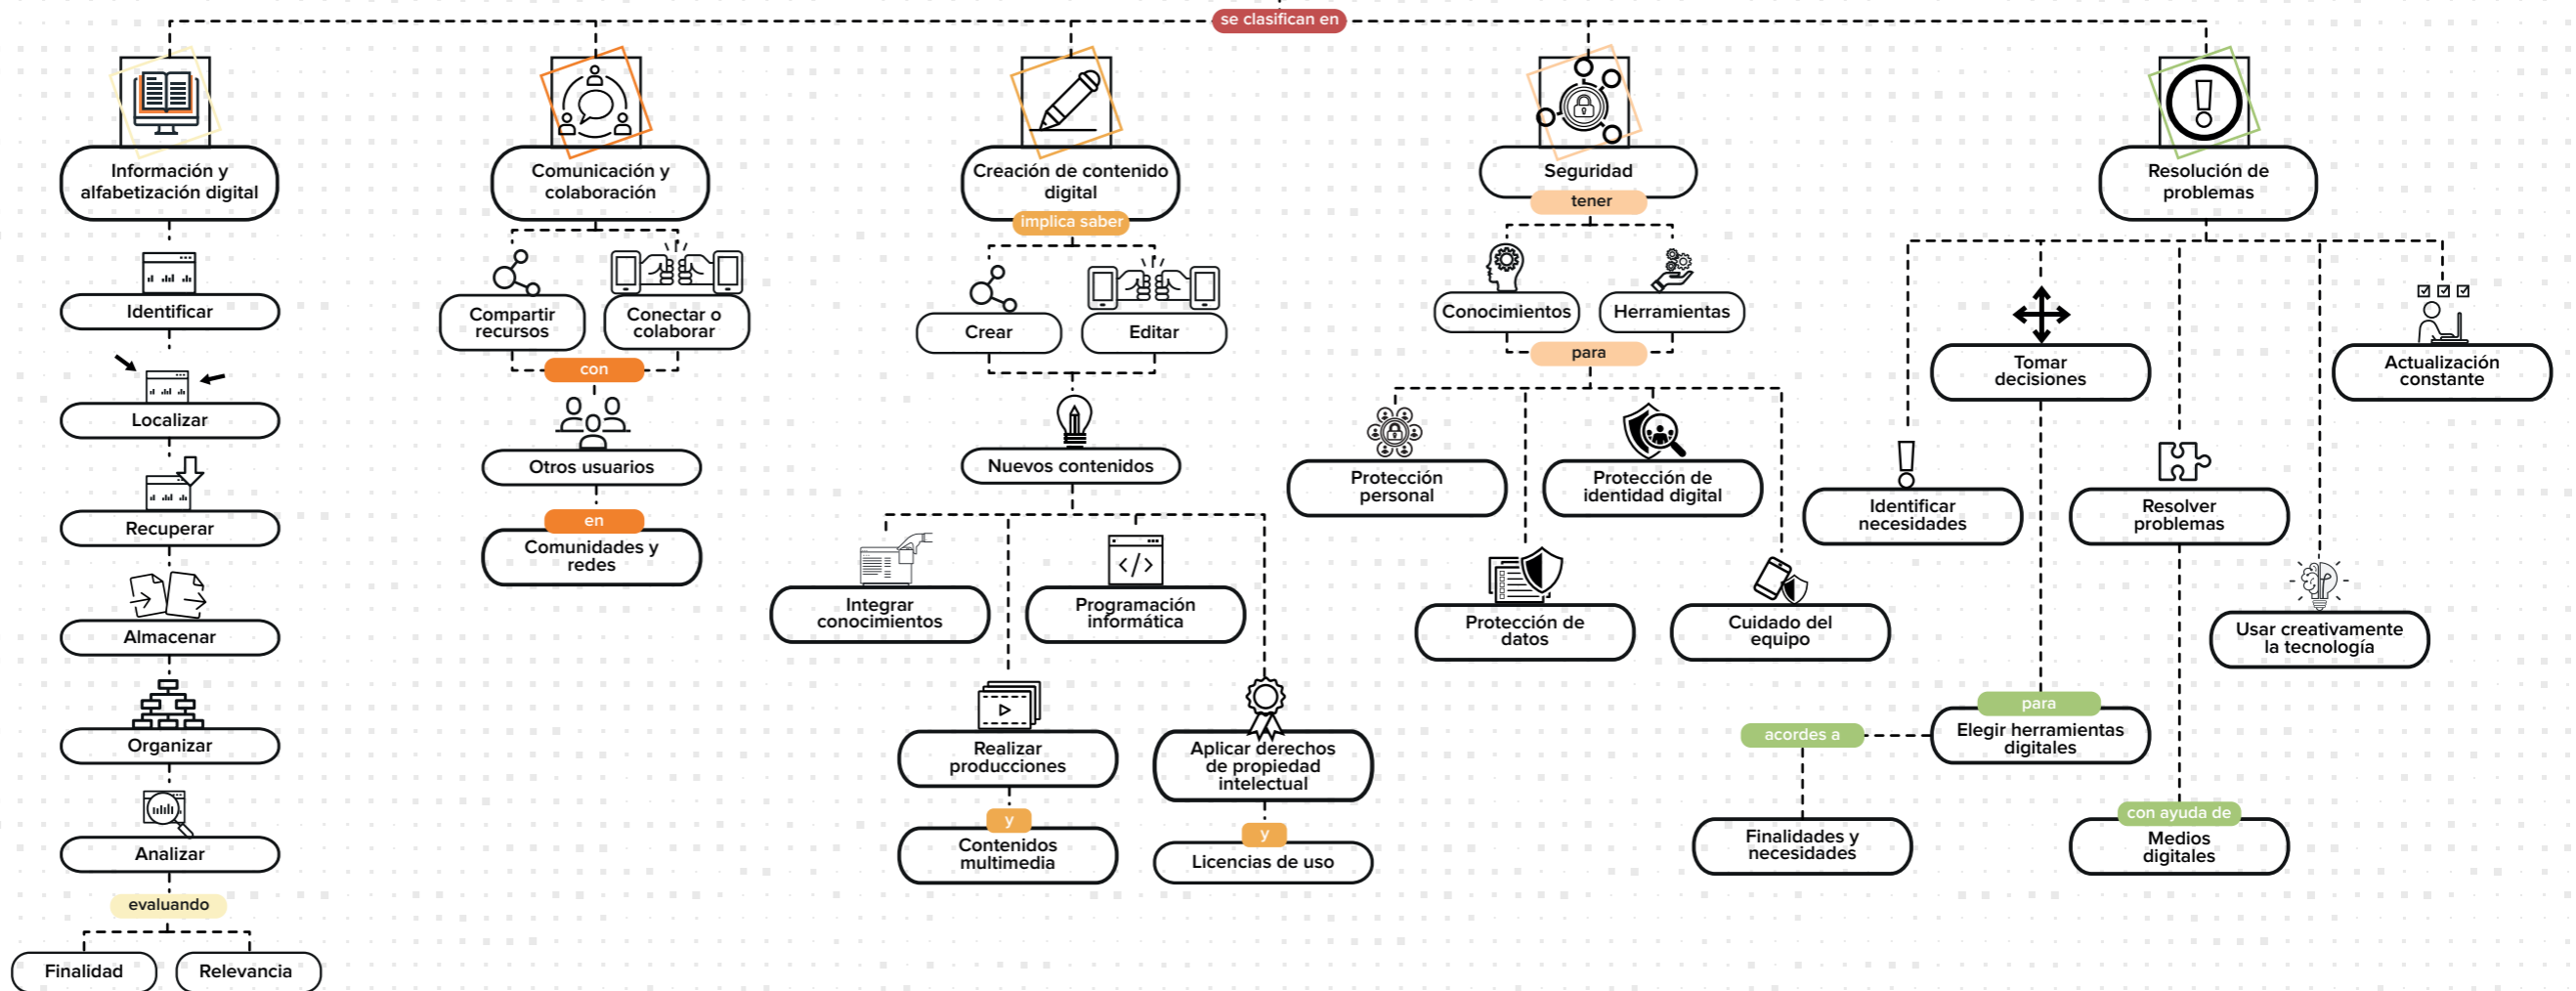 se clasifican en
Información y
alfabetización digital
Identificar
Localizar
Recuperar
Almacenar
Organizar
Analizar
evaluando
Finalidad
Relevancia
Comunicación y
colaboración
Compartir
recursos
Conectar o
colaborar
con
Otros usuarios
en
Comunidades y
redes
Creación de contenido
digital
implica saber
Crear
Editar
Nuevos contenidos
Integrar
conocimientos
Programación
informática
Realizar
producciones
y
Contenidos
multimedia
Aplicar derechos
de propiedad
intelectual
y
Licencias de uso
Seguridad
tener
Conocimientos
Herramientas
para
Protección
personal
Protección de
identidad digital
Protección de
datos
Cuidado del
equipo
Resolución de
problemas
Identificar
necesidades
Tomar
decisiones
para
Elegir herramientas
digitales
acordes a
Finalidades y
necesidades
Resolver
problemas
con ayuda de
Medios
digitales
Usar creativamente
la tecnología
Actualización
constante